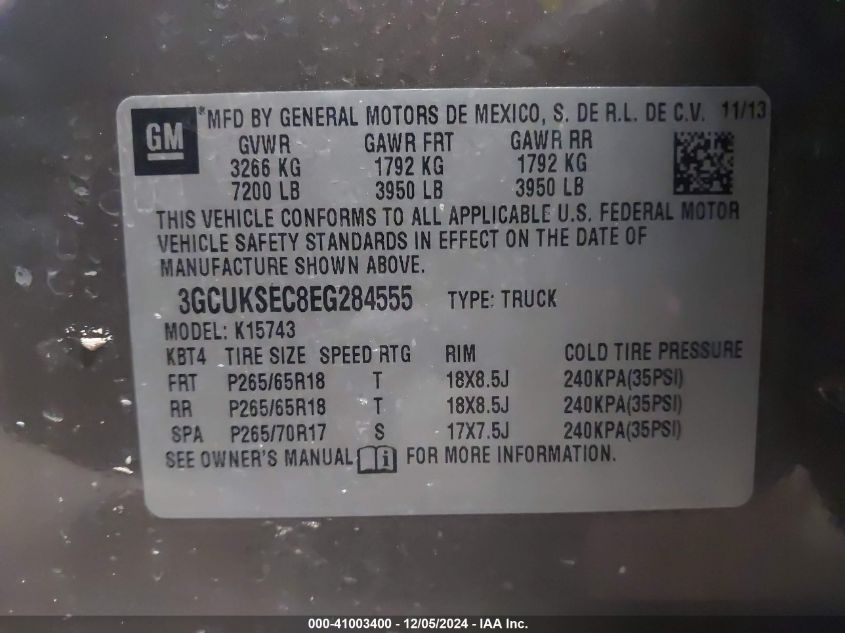 GM
*MFD BY GENERAL MOTORS DE MEXICO, S. DE R.L. DE C.V. 11/13
GVWR GAWR FRT GAWR RR
3266 KG 1792 KG 1792 KG
7200 LB 3950 LB 3950 LB
THIS VEHICLE CONFORMS TO ALL APPLICABLE U.S. FEDERAL MOTOR
VEHICLE SAFETY STANDARDS IN EFFECT ON THE DATE OF
MANUFACTURE SHOWN ABOVE.
3GCUKSEC8EG284555 TYPE: TRUCK
MODEL: K15743
KBT4 TIRE SIZE SPEED RTG RIM COLD TIRE PRESSURE
FRT P265/65R18 T 18X8.5J 240KPA(35PSI)
RR P265/65R18 T 18X8.5J 240KPA(35PSI)
SPA P265/70R17 S 17X7.5J 240KPA(35PSI)
SEE OWNER'S MANUAL i FOR MORE INFORMATION.
000-41003400 - 12/05/2024 - IAA Inc.